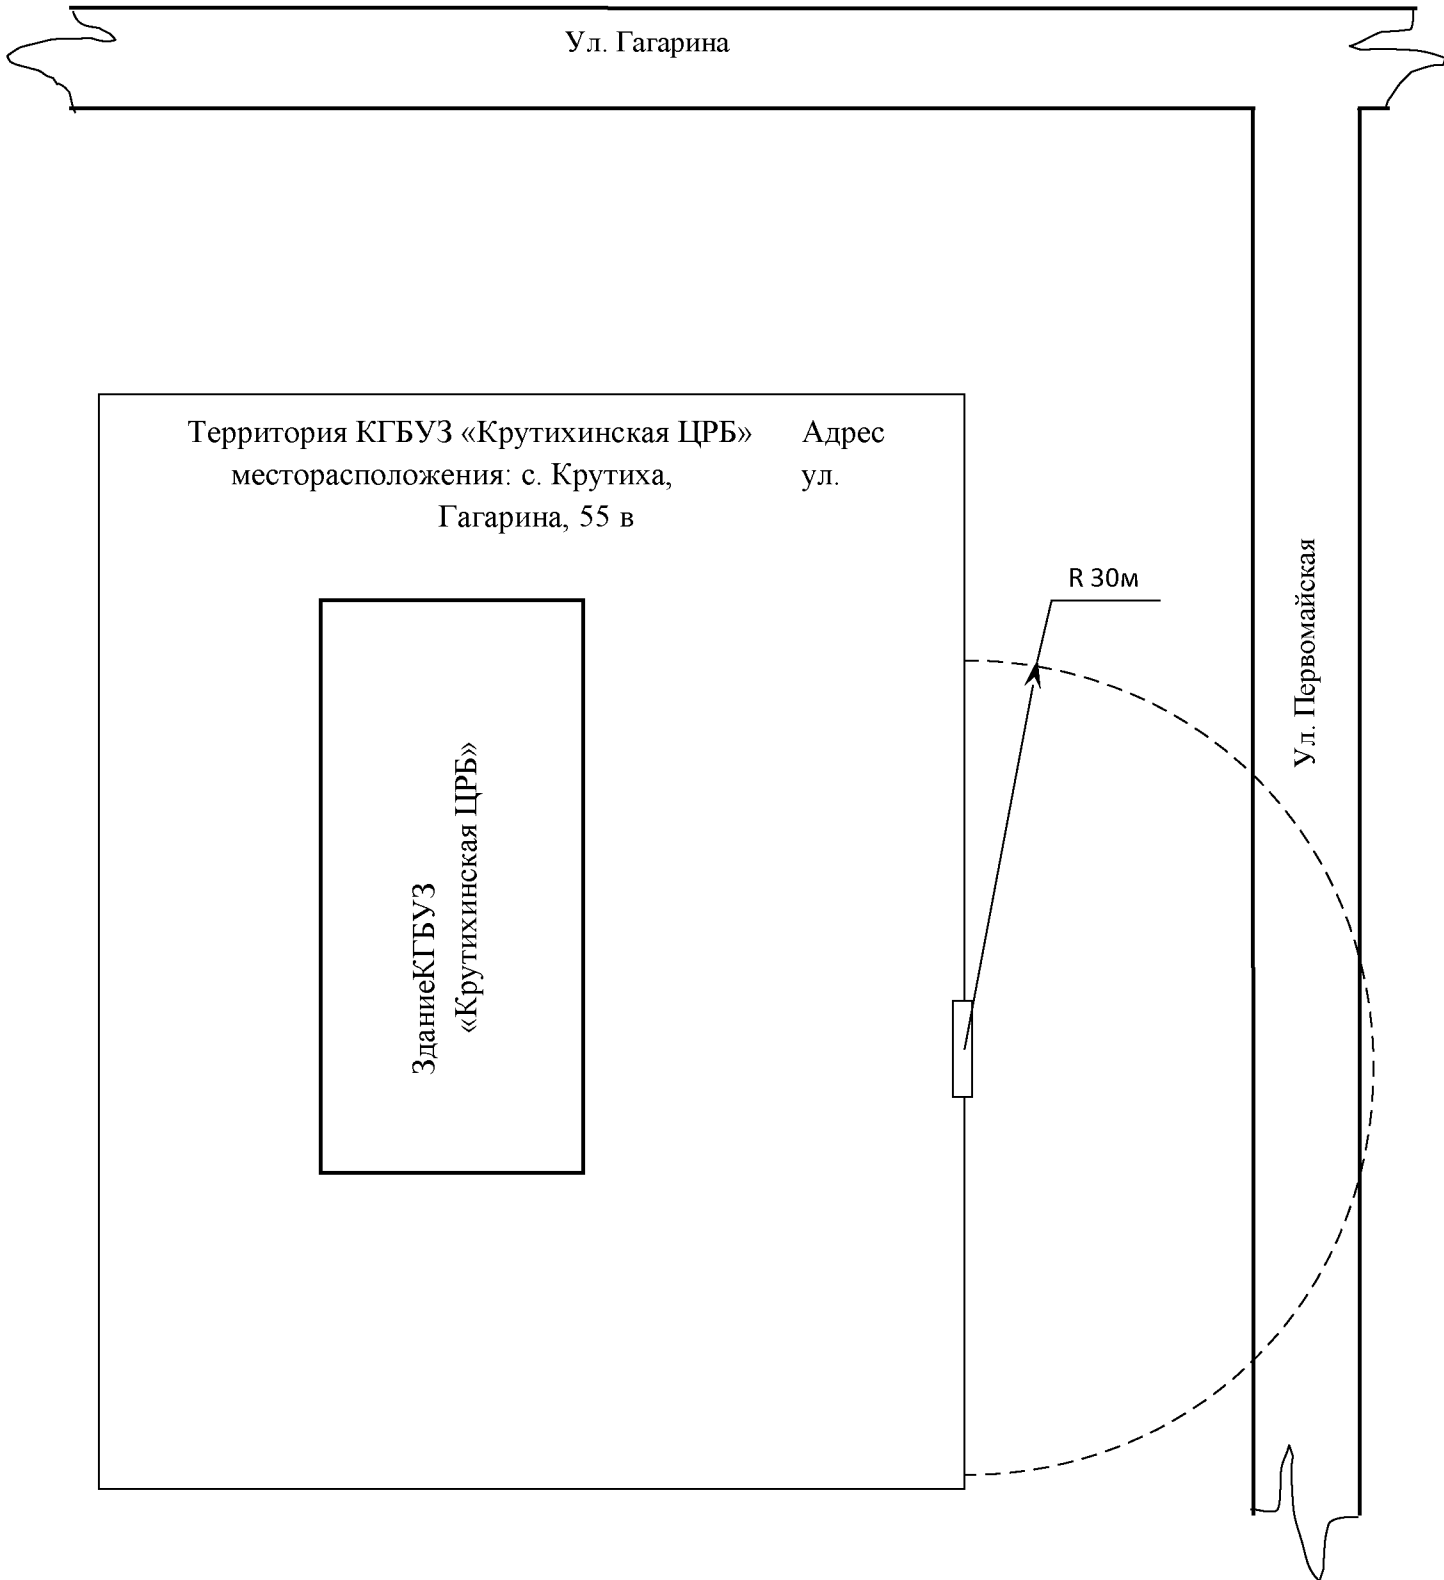 Ул. Гагарина
Территория КГБУЗ «Крутихинская ЦРБ» Адрес
месторасположения: с. Крутиха, ул.
Гагарина, 55 в
R 30м
Ул. Первомайская
ЗданиеКГБУЗ
«Крутихинская ЦРБ»